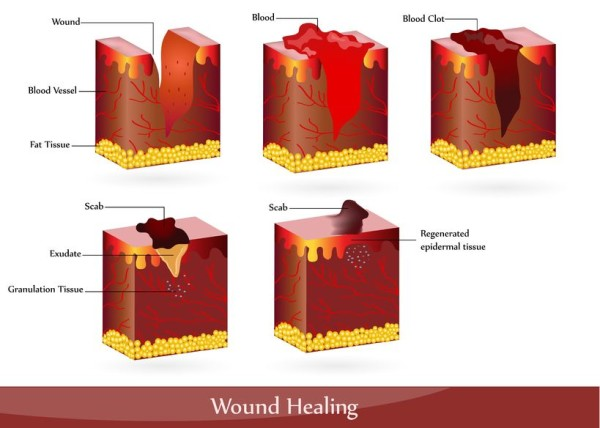 Wound
Blood
Blood Clot
Blood Vessel
Fat Tissue
Scab
Exudate
Granulation Tissue
Scab
Regenerated
epidermal tissue
Wound Healing